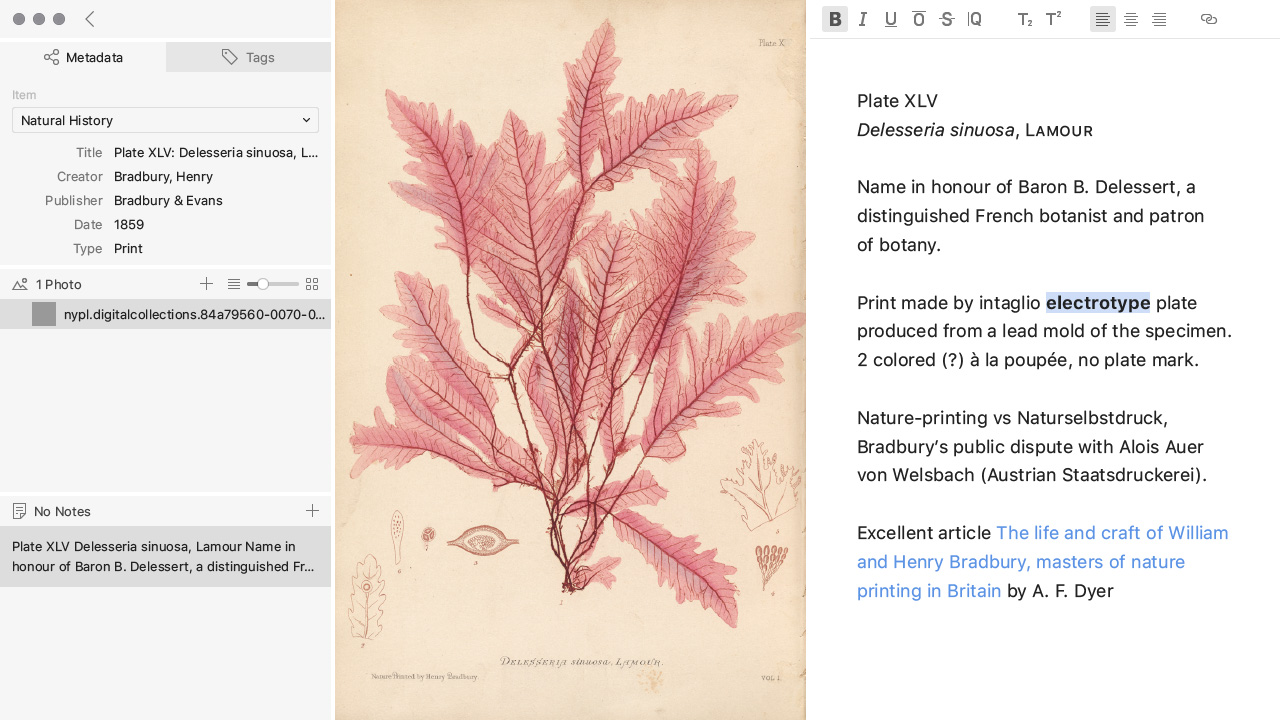 Metadata
Tags
Item
Natural History
Title Plate XLV: Delesseria sinuosa, L...
Creator Bradbury, Henry
Publisher Bradbury & Evans
Date 1859
Type Print
1 Photo
nypl.digitalcollections.84a79560-0070-0...
No Notes
Plate XLV Delesseria sinuosa, Lamour Name in
honour of Baron B. Delessert, a distinguished Fr...
Plate X
DELESSERIA sinuosa, LAMOUR.
Nature Printed by Henry Bradbury.
VOL I.
B I U O S Q T₂ T²
Plate XLV
Delesseria sinuosa, LAMOUR
Name in honour of Baron B. Delessert, a
distinguished French botanist and patron
of botany.
Print made by intaglio electrotype plate
produced from a lead mold of the specimen.
2 colored (?) à la poupée, no plate mark.
Nature-printing vs Naturselbstdruck,
Bradbury’s public dispute with Alois Auer
von Welsbach (Austrian Staatsdruckerei).
Excellent article The life and craft of William
and Henry Bradbury, masters of nature
printing in Britain by A. F. Dyer